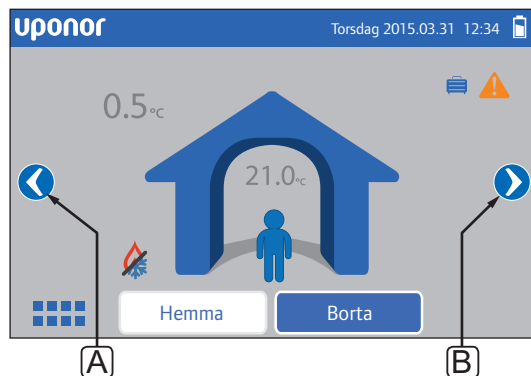 uponor
Torsdag 2015.03.31 12:34
0.5°C
21.0°C
Hemma
Borta
A
B